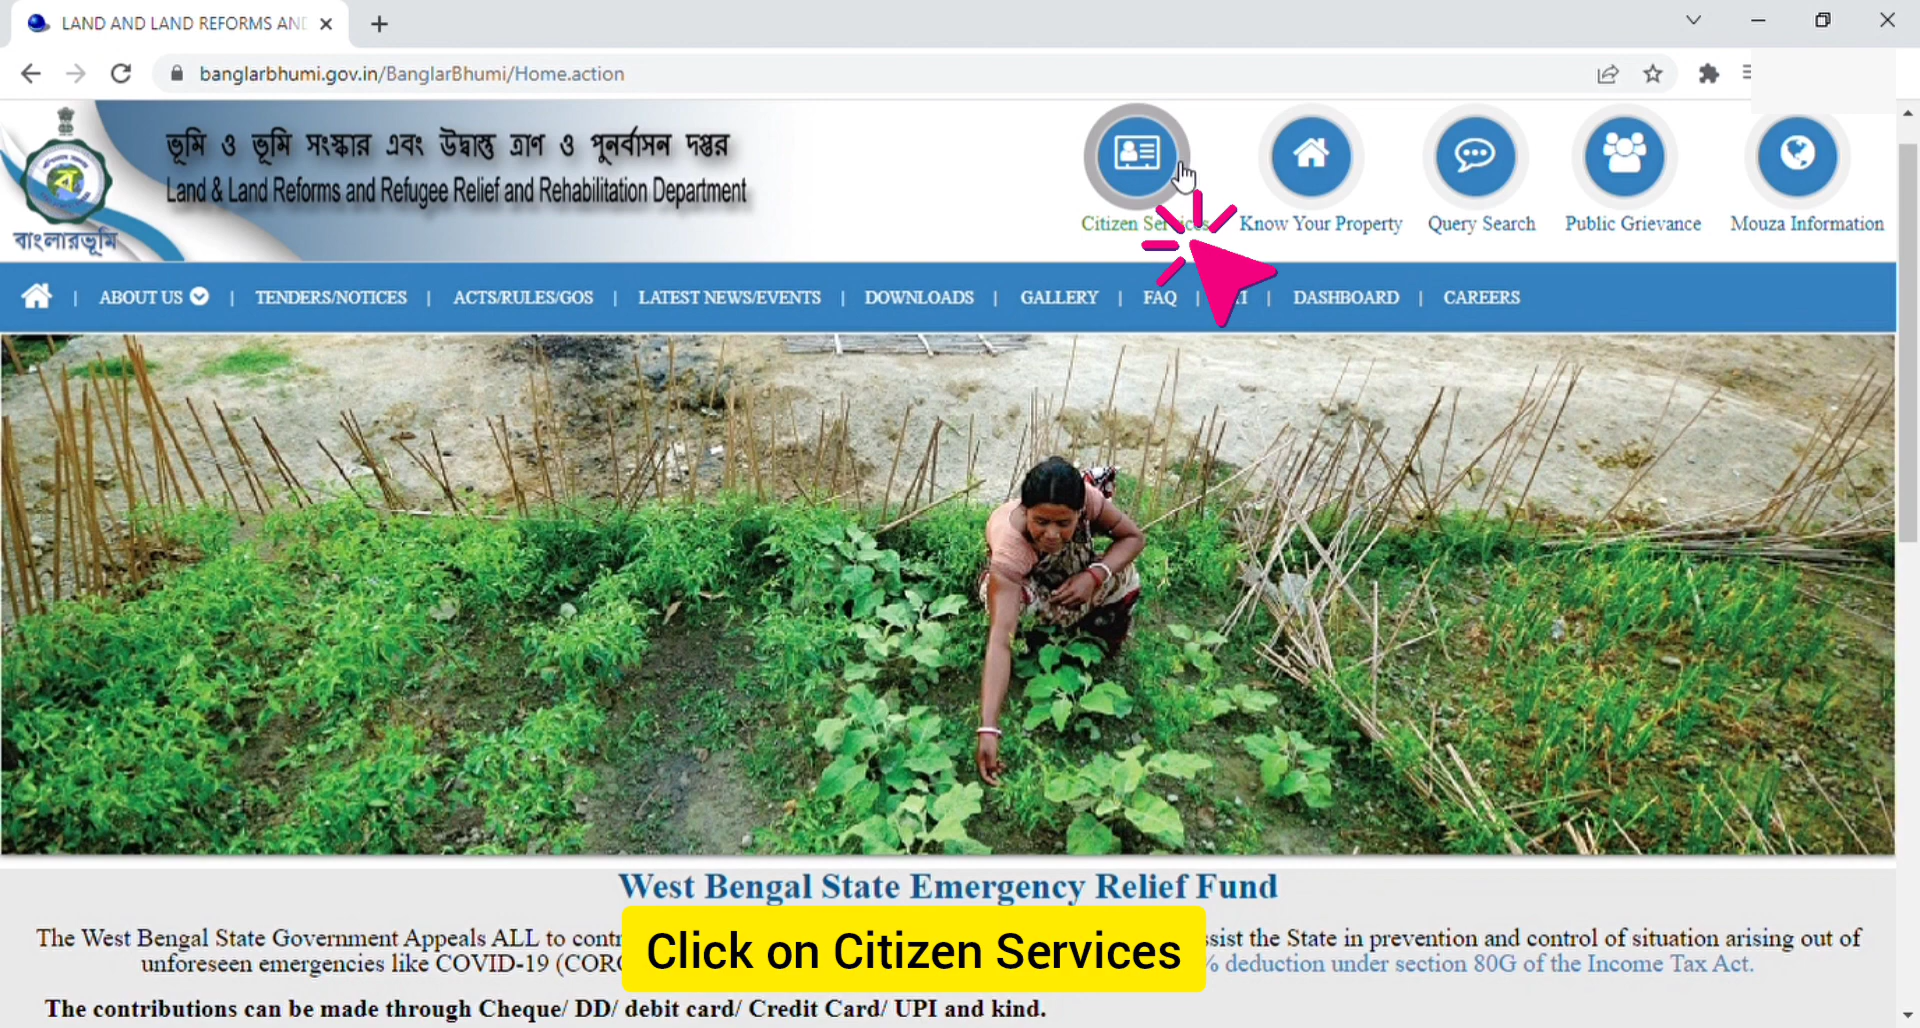 LAND AND LAND REFORMS AND
banglarbhumi.gov.in/BanglarBhumi/Home.action
ভূমি ও ভূমি সংস্কার এবং উদ্বাস্তু ত্রাণ ও পুনর্বাসন দপ্তর
Land & Land Reforms and Refugee Relief and Rehabilitation Department
বাংলারভূমি
Citizen Services
Know Your Property
Query Search
Public Grievance
Mouza Information
ABOUT US | TENDERS/NOTICES | ACTS/RULES/GOS | LATEST NEWS/EVENTS | DOWNLOADS | GALLERY | FAQ | | DASHBOARD | CAREERS
West Bengal State Emergency Relief Fund
The West Bengal State Government Appeals ALL to the State in prevention and control of situation arising out of
unforeseen emergencies like COVID-19 deduction under section 80G of the Income Tax Act.
Click on Citizen Services
The contributions can be made through Cheque/ DD/ debit card/ Credit Card/ UPI and kind.